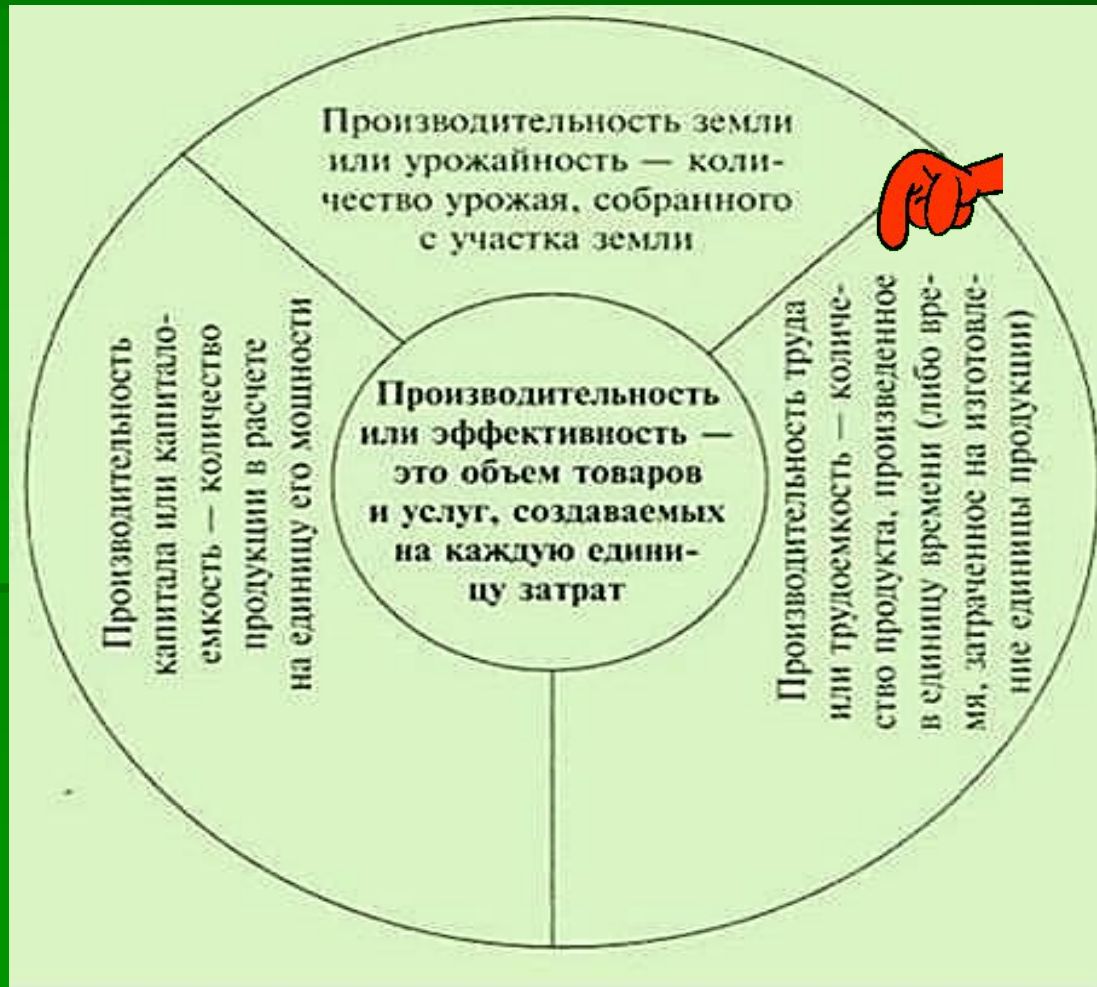 Производительность земли
или урожайность — коли-
чество урожая, собранного
с участка земли
Производительность
капитала или капитало-
емкость — количество
продукции в расчете
на единицу его мошности
Производительность
или эффективность —
это объем товаров
и услуг, создаваемых
на каждую едини-
цу затрат
Производительность труда
или трудоемкость — количе-
ство продукта, произведенное
в единицу времени (либо вре-
мя, затраченное на изготовле-
ние единицы продукции)